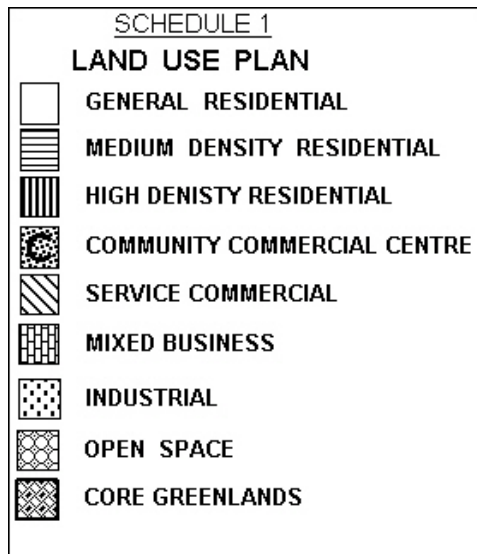 SCHEDULE 1
LAND USE PLAN
GENERAL RESIDENTIAL
MEDIUM DENSITY RESIDENTIAL
HIGH DENISTY RESIDENTIAL
C COMMUNITY COMMERCIAL CENTRE
SERVICE COMMERCIAL
MIXED BUSINESS
INDUSTRIAL
OPEN SPACE
CORE GREENLANDS